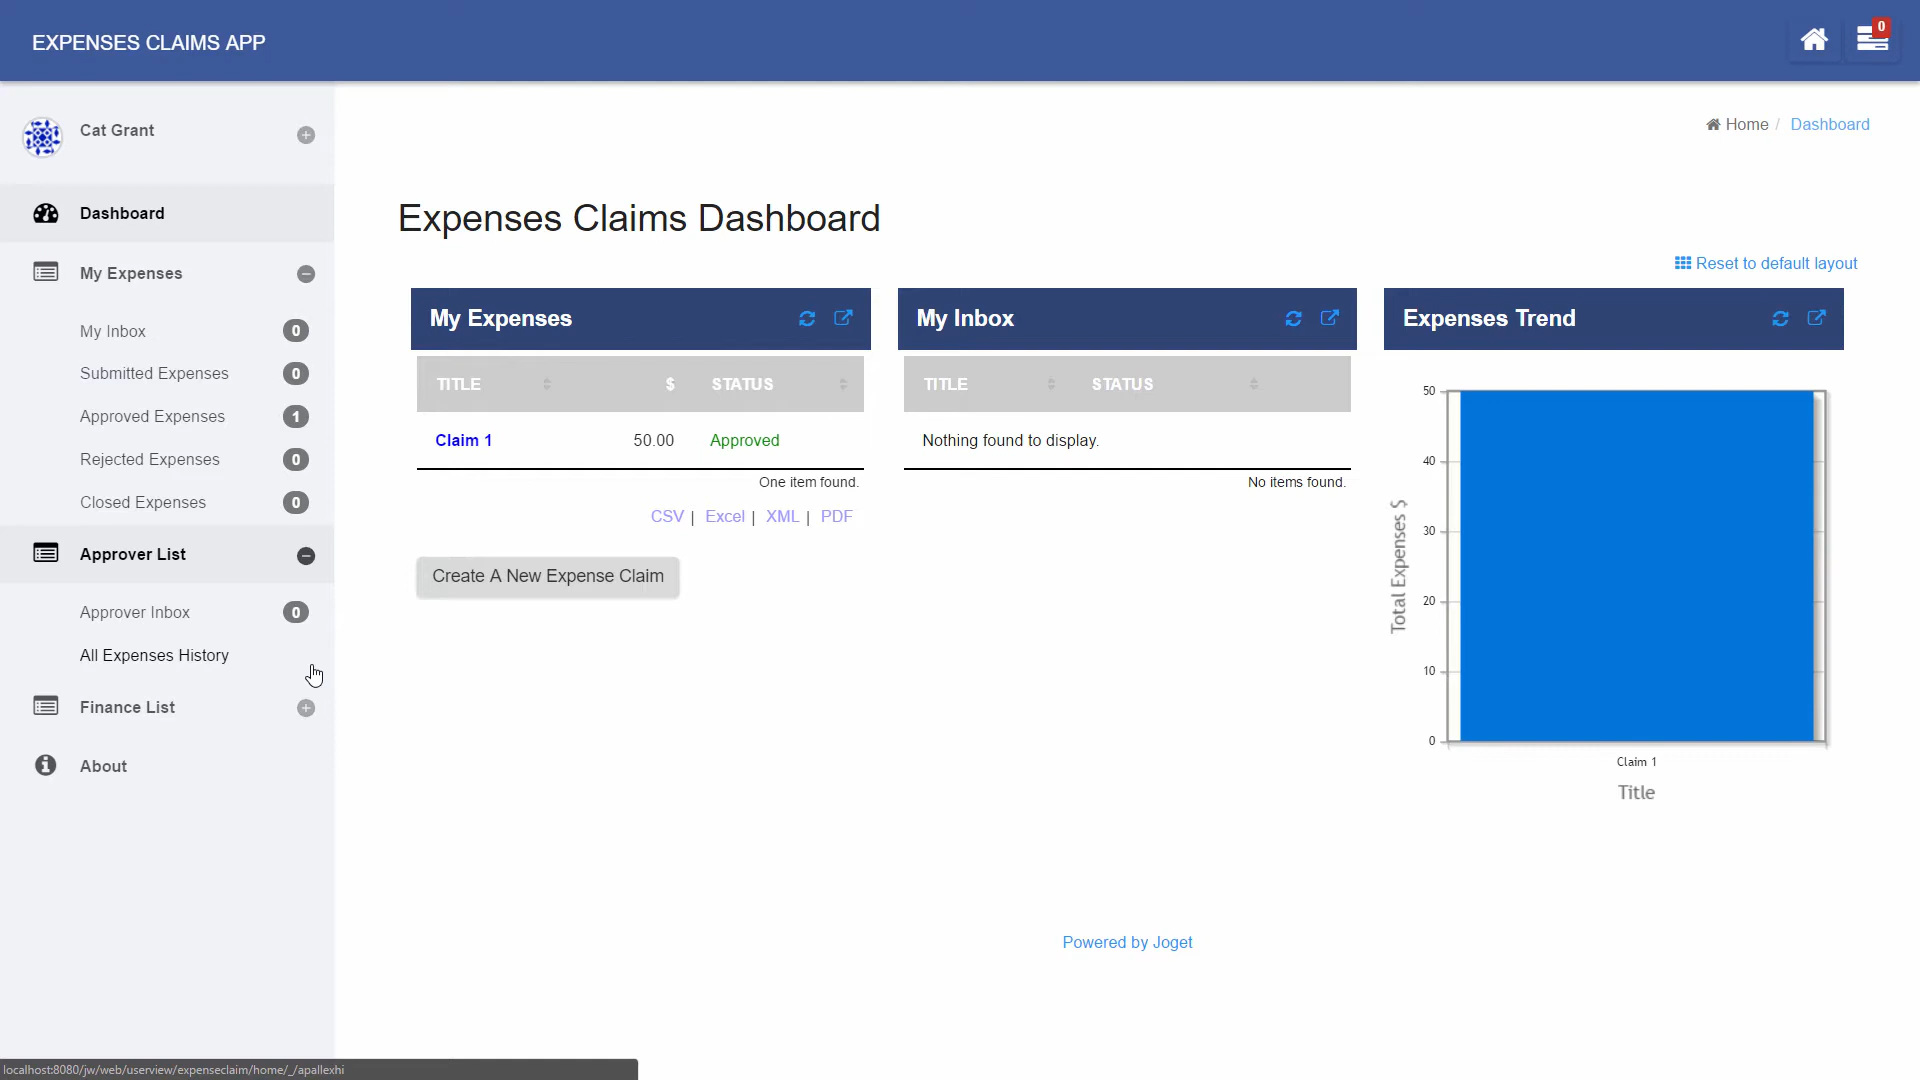 EXPENSES CLAIMS APP
0
Cat Grant
Home / Dashboard
Dashboard
Expenses Claims Dashboard
My Expenses
Reset to default layout
My Inbox 0
Submitted Expenses 0
Approved Expenses 1
Rejected Expenses 0
Closed Expenses 0
Approver List
Approver Inbox 0
All Expenses History
Finance List
About
My Expenses
TITLE $ STATUS
Claim 1 50.00 Approved
One item found.
CSV | Excel | XML | PDF
Create A New Expense Claim
My Inbox
TITLE STATUS
Nothing found to display.
No items found.
Expenses Trend
50
40
30
20
10
0
Total Expenses $
Claim 1
Title
Powered by Joget
localhost:8080/jw/web/userview/expenseclaim/home/_/apallexhi